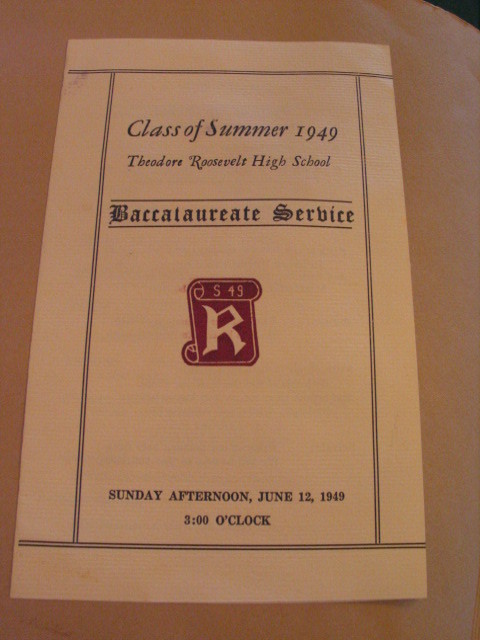 Class of Summer 1949
Theodore Roosevelt High School
Baccalaureate Service
S 49
R
SUNDAY AFTERNOON, JUNE 12, 1949
3:00 O'CLOCK